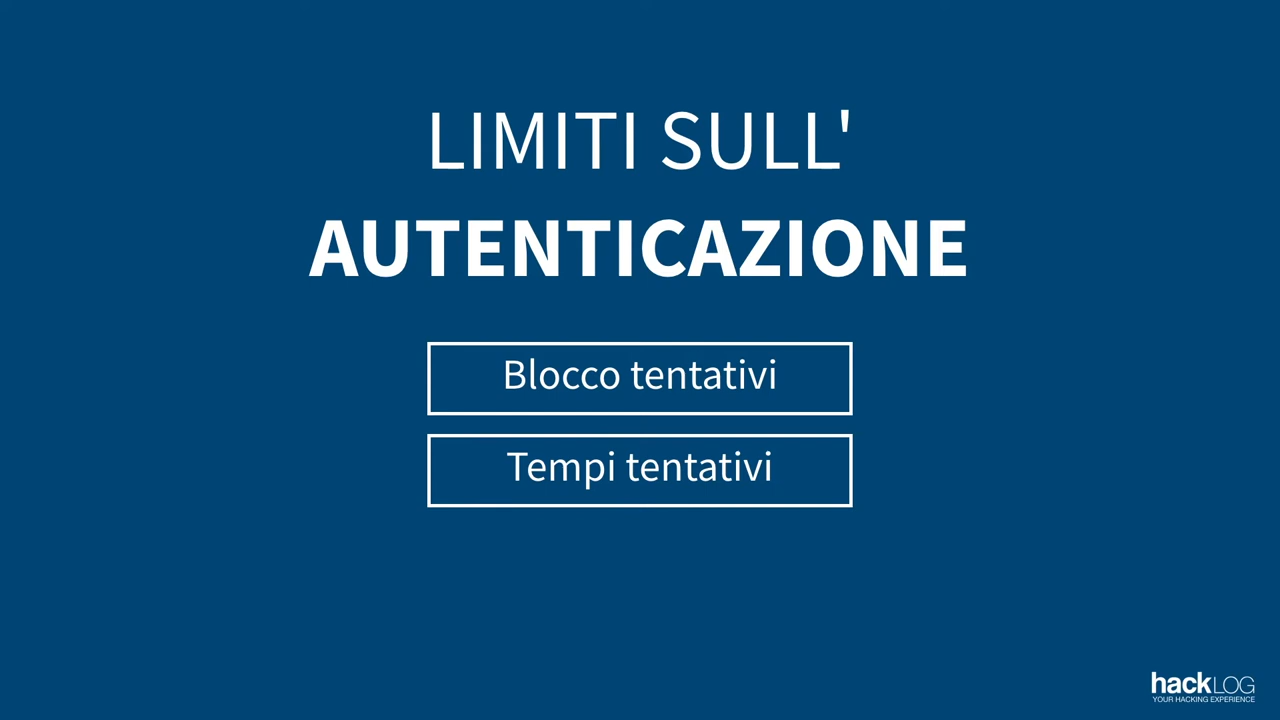 LIMITI SULL'
AUTENTICAZIONE
Blocco tentativi
Tempi tentativi
hackLOG
YOUR HACKING EXPERIENCE